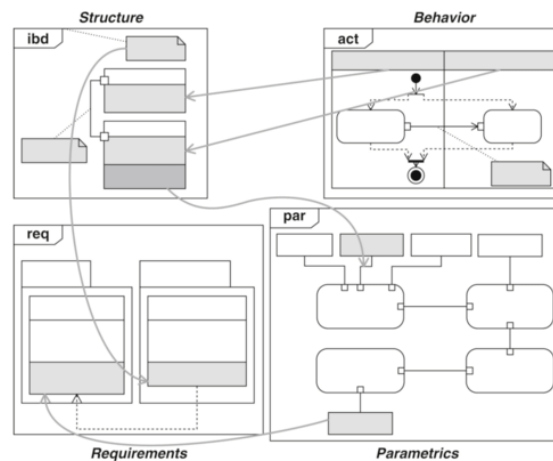 Structure
Behavior
ibd
act
req
par
Requirements
Parametrics